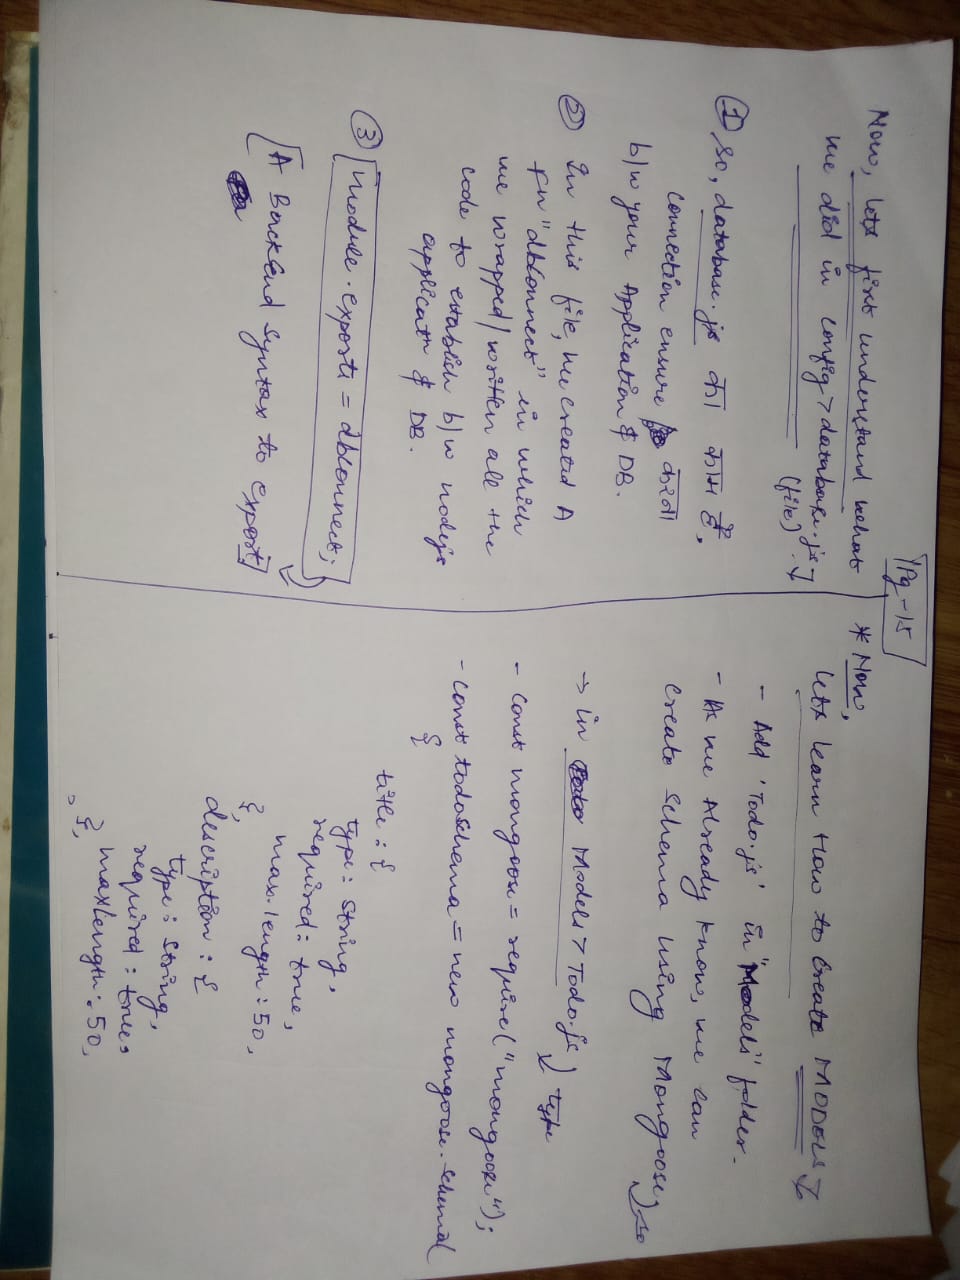 Pg-15
Now, lets first understand what
we did in config>database.js
(file)
① So, database.js का काम है,
connection ensure करना
b/w your Application & DB.
② In this file, we created A
fn "dbConnect" in which
we wrapped/written all the
code to establish b/w nodejs
applicatn & DB.
③ module.exports = dbConnect;
[A BackEnd Syntax to export]
* Now,
lets learn How to Create MODELS
- Add 'Todo.js' in "Models" folder.
- As we Already know, we can
create Schema Using Mongoose, so
→ in Models > Todo.js
type
- const mongoose = require("mongoose");
- const todoSchema = new mongoose.Schema(
{
title : {
type : String,
required : true,
max.length : 50,
},
description : {
type : String,
required : true,
maxlength : 50,
},